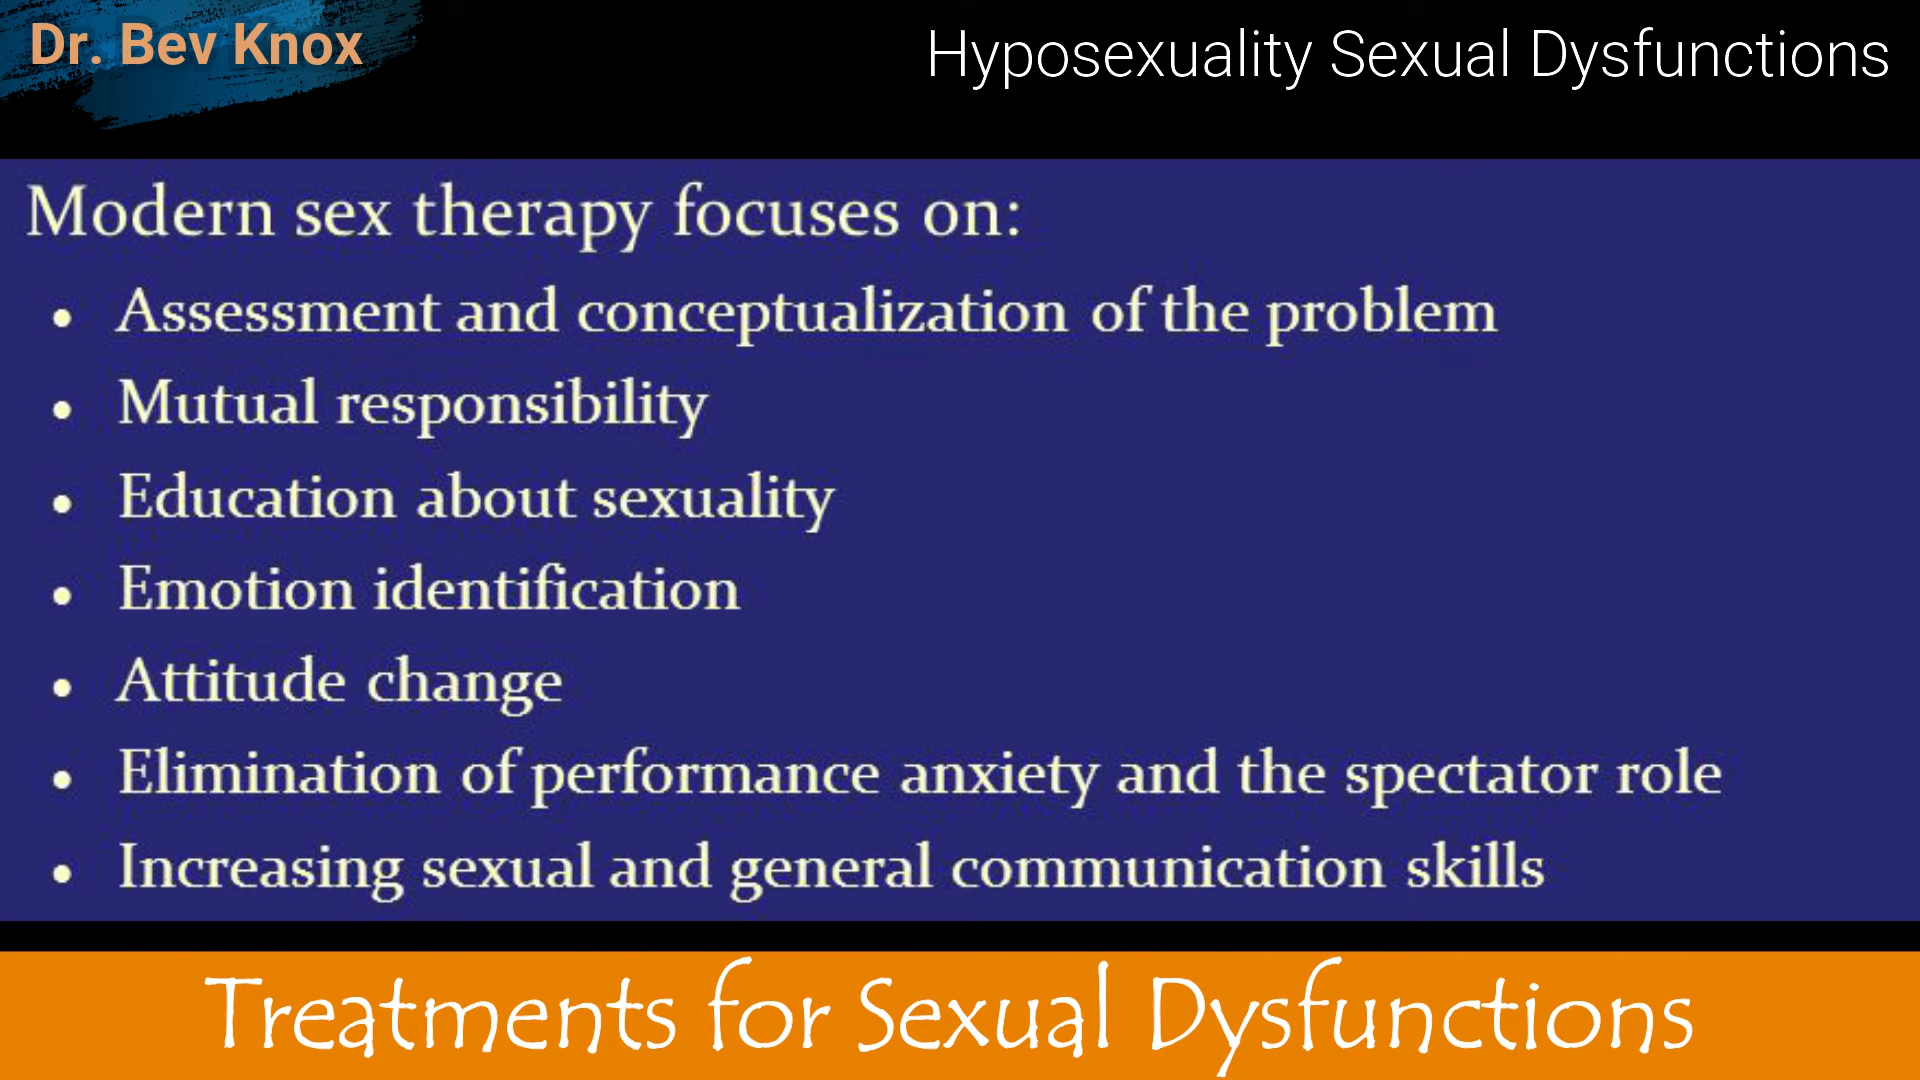 Dr. Bev Knox
Hyposexuality Sexual Dysfunctions
Modern sex therapy focuses on:
• Assessment and conceptualization of the problem
• Mutual responsibility
• Education about sexuality
• Emotion identification
• Attitude change
• Elimination of performance anxiety and the spectator role
• Increasing sexual and general communication skills
Treatments for Sexual Dysfunctions